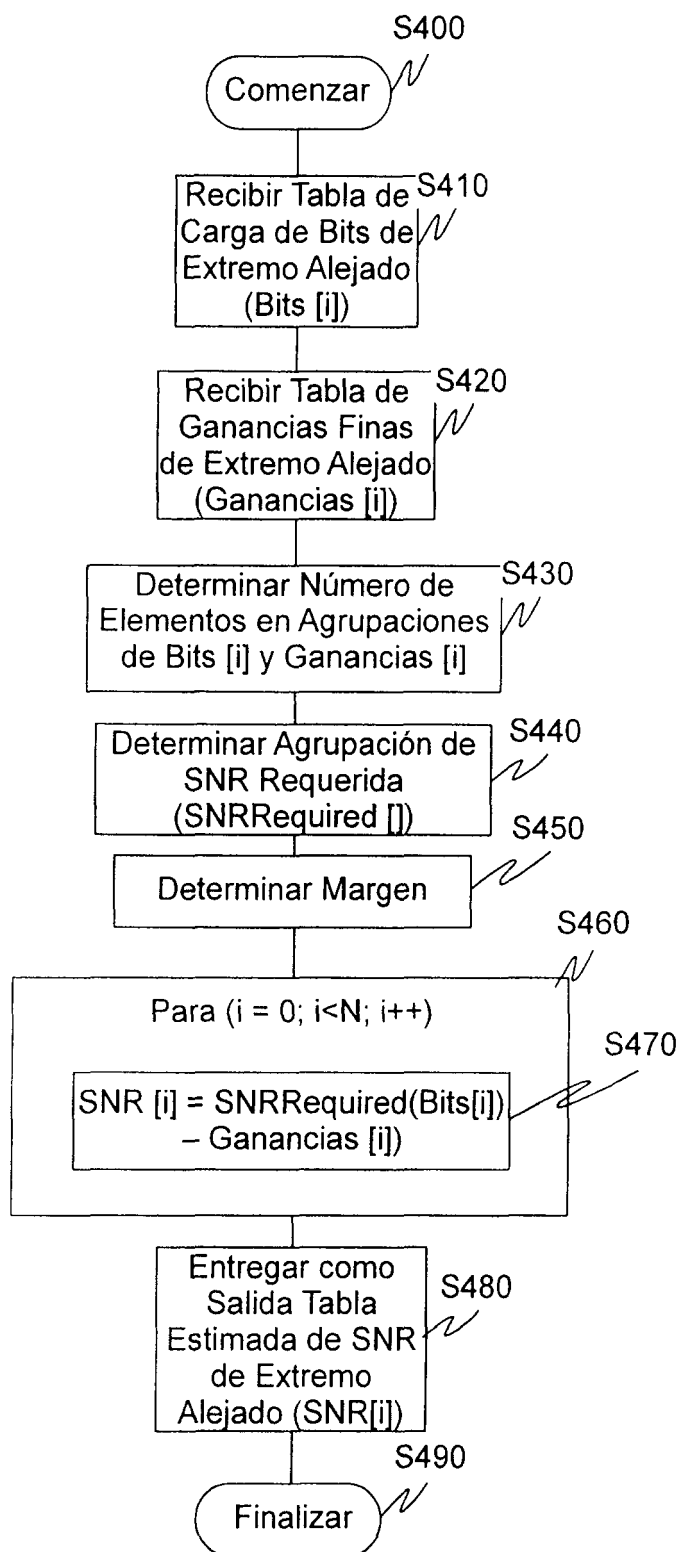 S400
Comenzar
S410
Recibir Tabla de
Carga de Bits de
Extremo Alejado
(Bits [i])
S420
Recibir Tabla de
Ganancias Finas
de Extremo Alejado
(Ganancias [i])
S430
Determinar Número de
Elementos en Agrupaciones
de Bits [i] y Ganancias [i]
S440
Determinar Agrupación de
SNR Requerida
(SNRRequired [])
S450
Determinar Margen
S460
Para (i = 0; i<N; i++)
S470
SNR [i] = SNRRequired(Bits[i])
– Ganancias [i])
Entregar como
Salida Tabla
Estimada de SNR
de Extremo
Alejado (SNR[i])
S480
S490
Finalizar